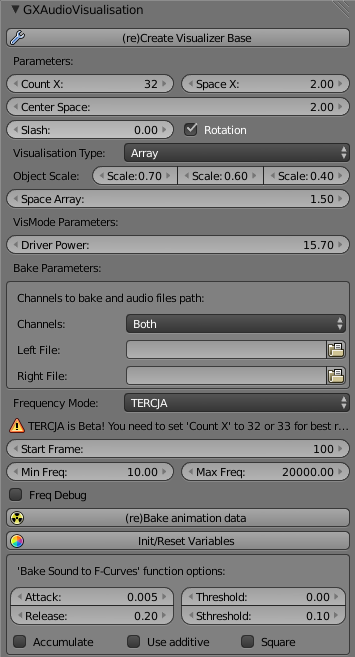 GXAudioVisualisation
(re)Create Visualizer Base
Parameters:
Count X: 32 Space X: 2.00
Center Space: 2.00
Slash: 0.00 Rotation
Visualisation Type: Array
Object Scale: Scale:0.70 Scale:0.60 Scale:0.40
Space Array: 1.50
VisMode Parameters:
Driver Power: 15.70
Bake Parameters:
Channels to bake and audio files path:
Channels: Both
Left File:
Right File:
Frequency Mode: TERCJA
TERCJA is Beta! You need to set 'Count X' to 32 or 33 for best r...
Start Frame: 100
Min Freq: 10.00 Max Freq: 20000.00
Freq Debug
(re)Bake animation data
Init/Reset Variables
'Bake Sound to F-Curves' function options:
Attack: 0.005 Threshold: 0.00
Release: 0.20 Sthreshold: 0.10
Accumulate Use additive Square